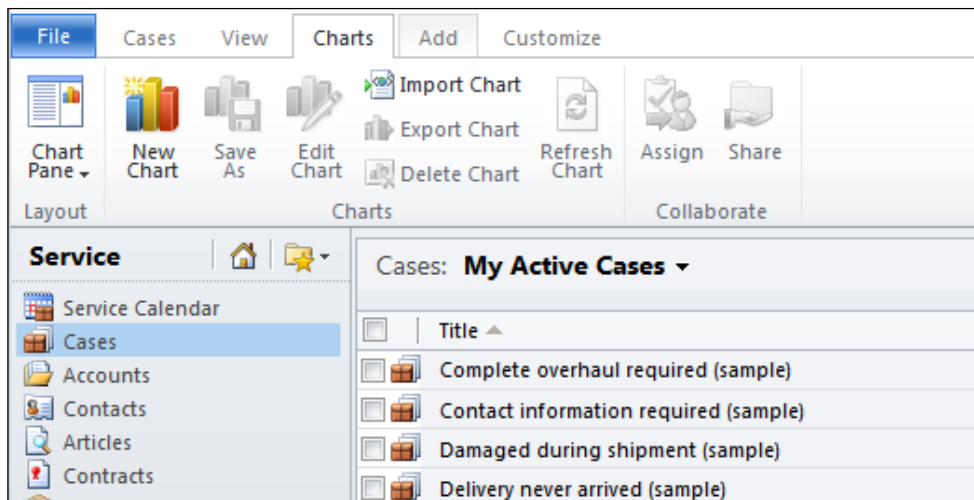 File Cases View Charts Add Customize
Chart Pane
New Chart
Save As
Edit Chart
Import Chart
Export Chart
Delete Chart
Refresh Chart
Assign
Share
Layout
Charts
Collaborate
Service
Service Calendar
Cases
Accounts
Contacts
Articles
Contracts
Cases: My Active Cases
Title
Complete overhaul required (sample)
Contact information required (sample)
Damaged during shipment (sample)
Delivery never arrived (sample)